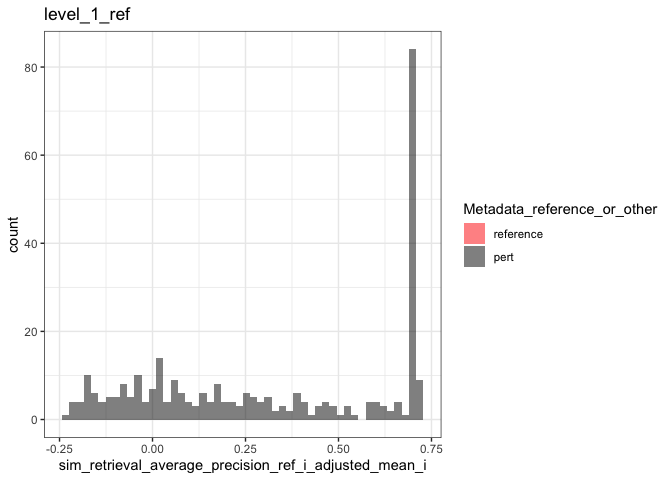 level_1_ref
80
60
40
20
0
count
-0.25
0.00
0.25
0.50
0.75
sim_retrieval_average_precision_ref_i_adjusted_mean_i
Metadata_reference_or_other
reference
pert